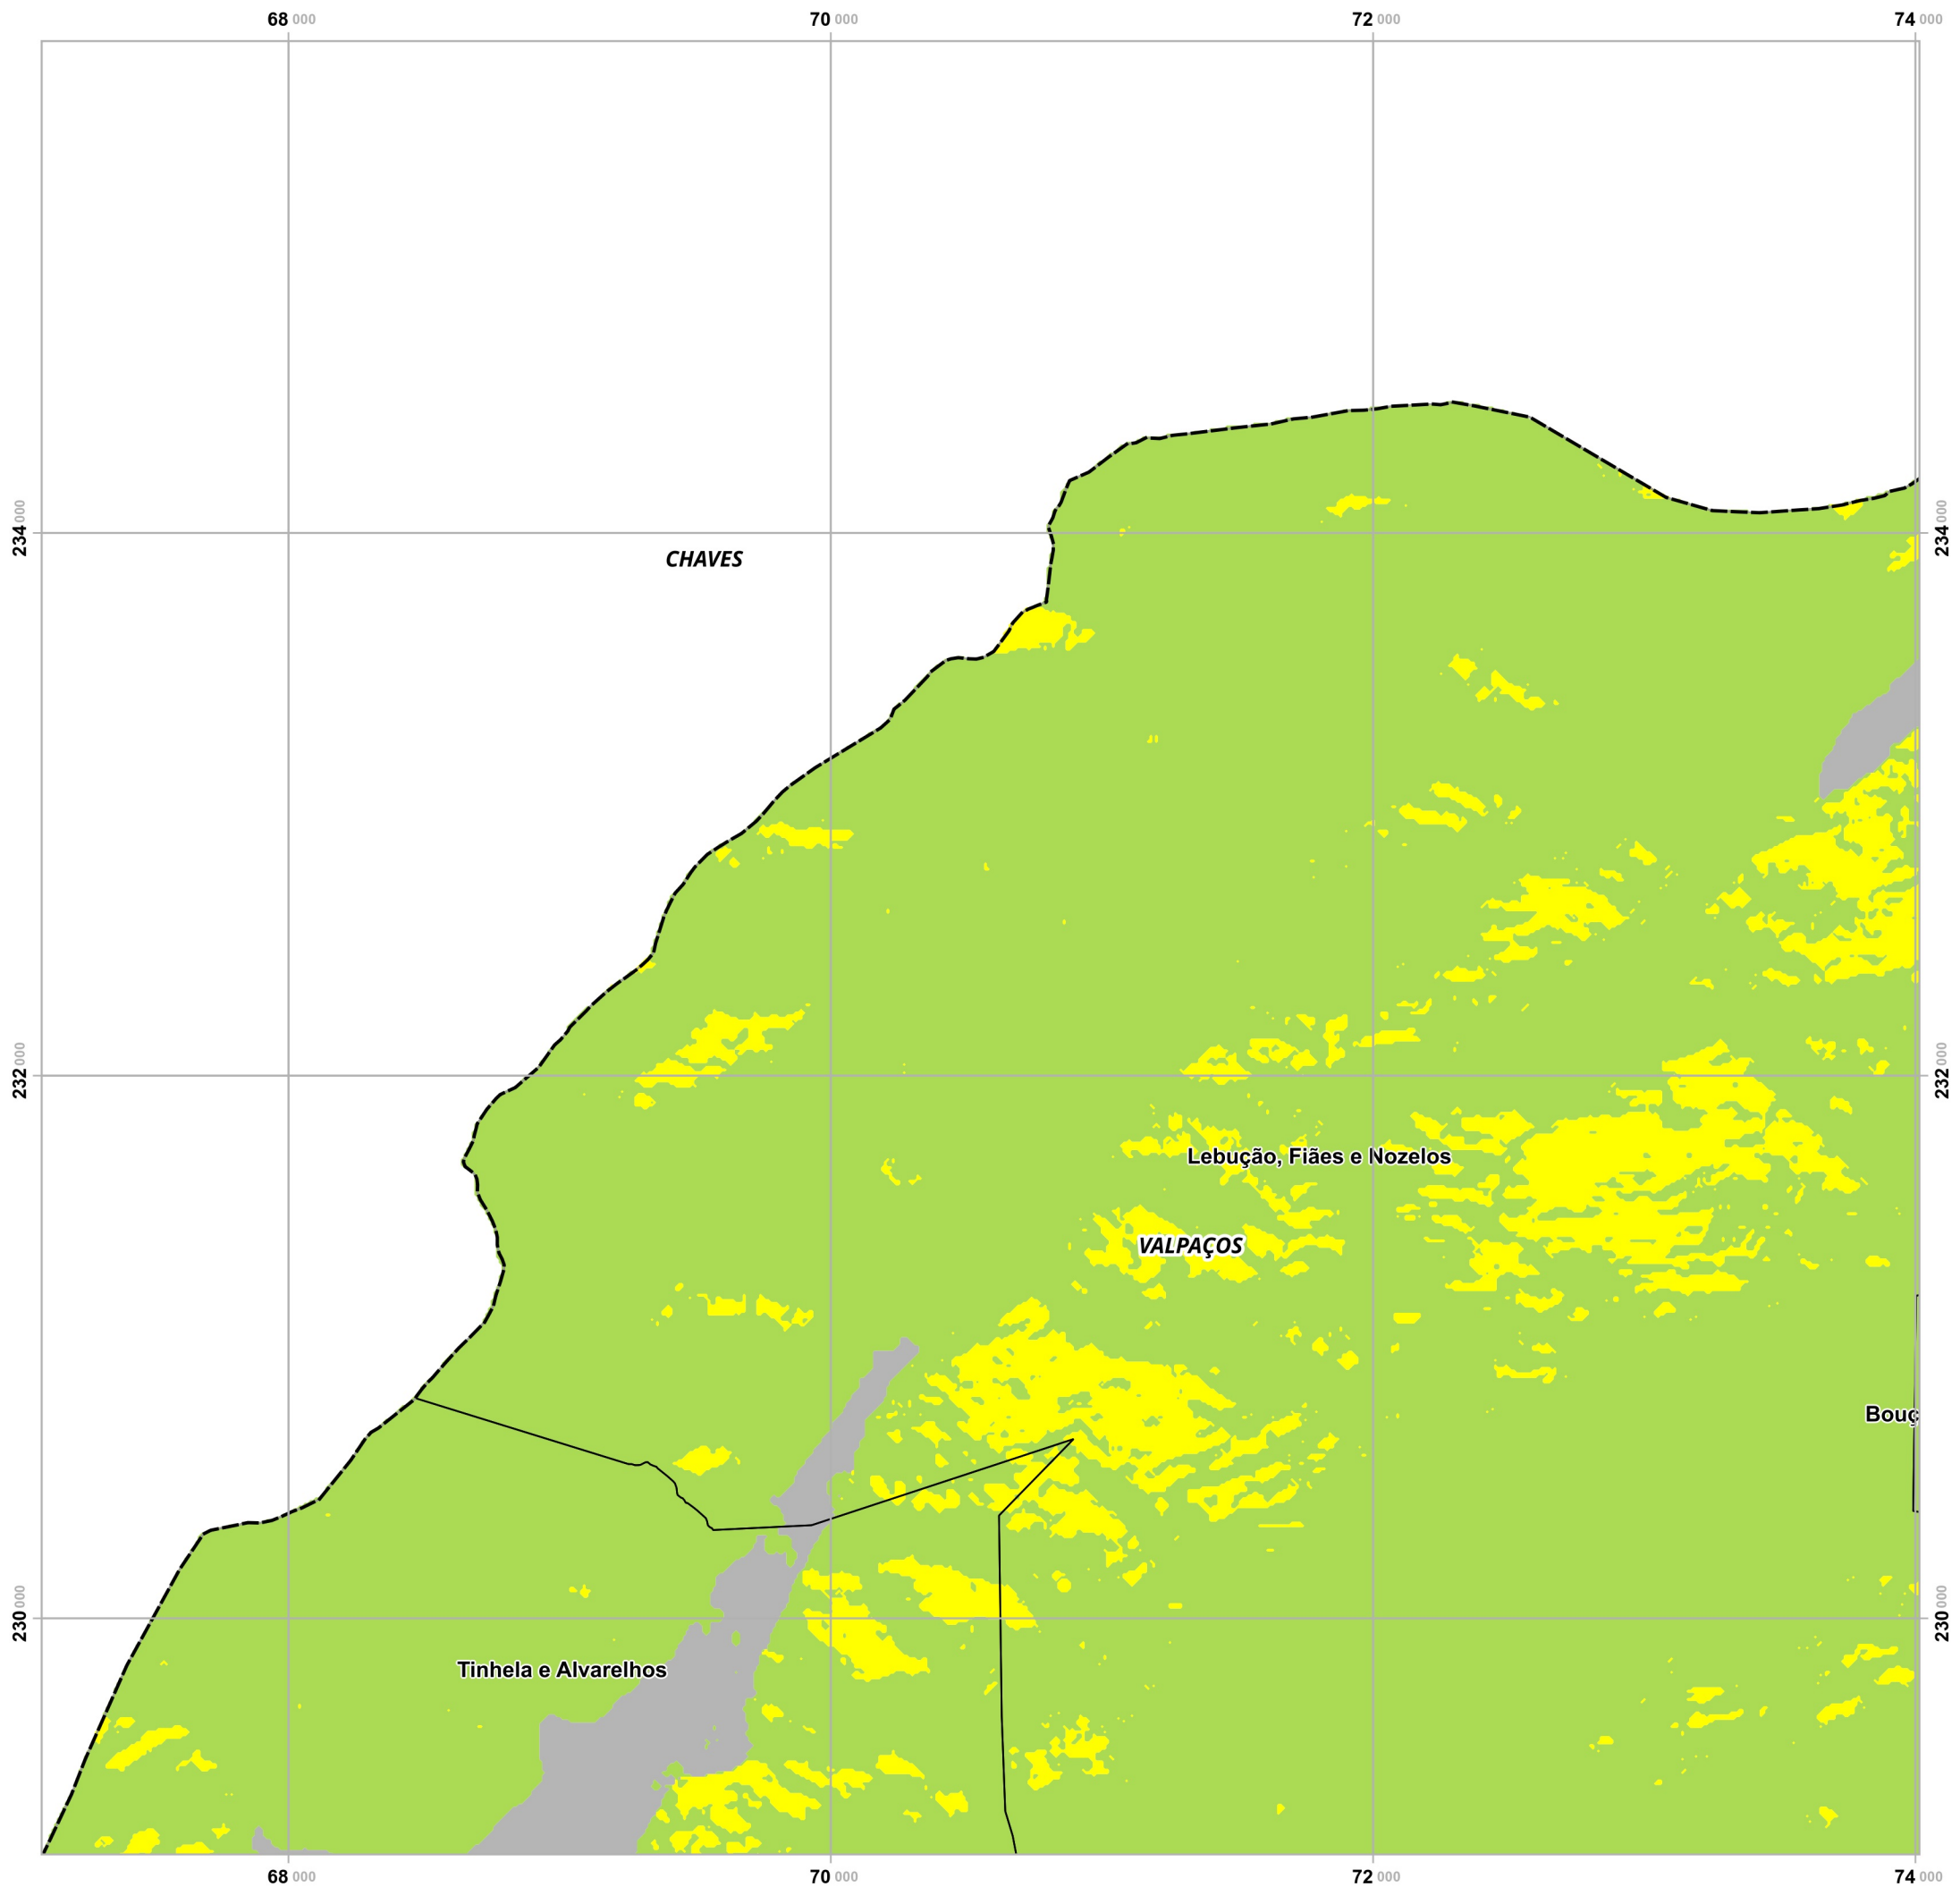 68 000 70 000 72 000 74 000
234 000 234 000
CHAVES
232 000 232 000
Lebução, Fiães e Nozelos
VALPAÇOS
Bouç
230 000 230 000
Tinhela e Alvarelhos
68 000 70 000 72 000 74 000